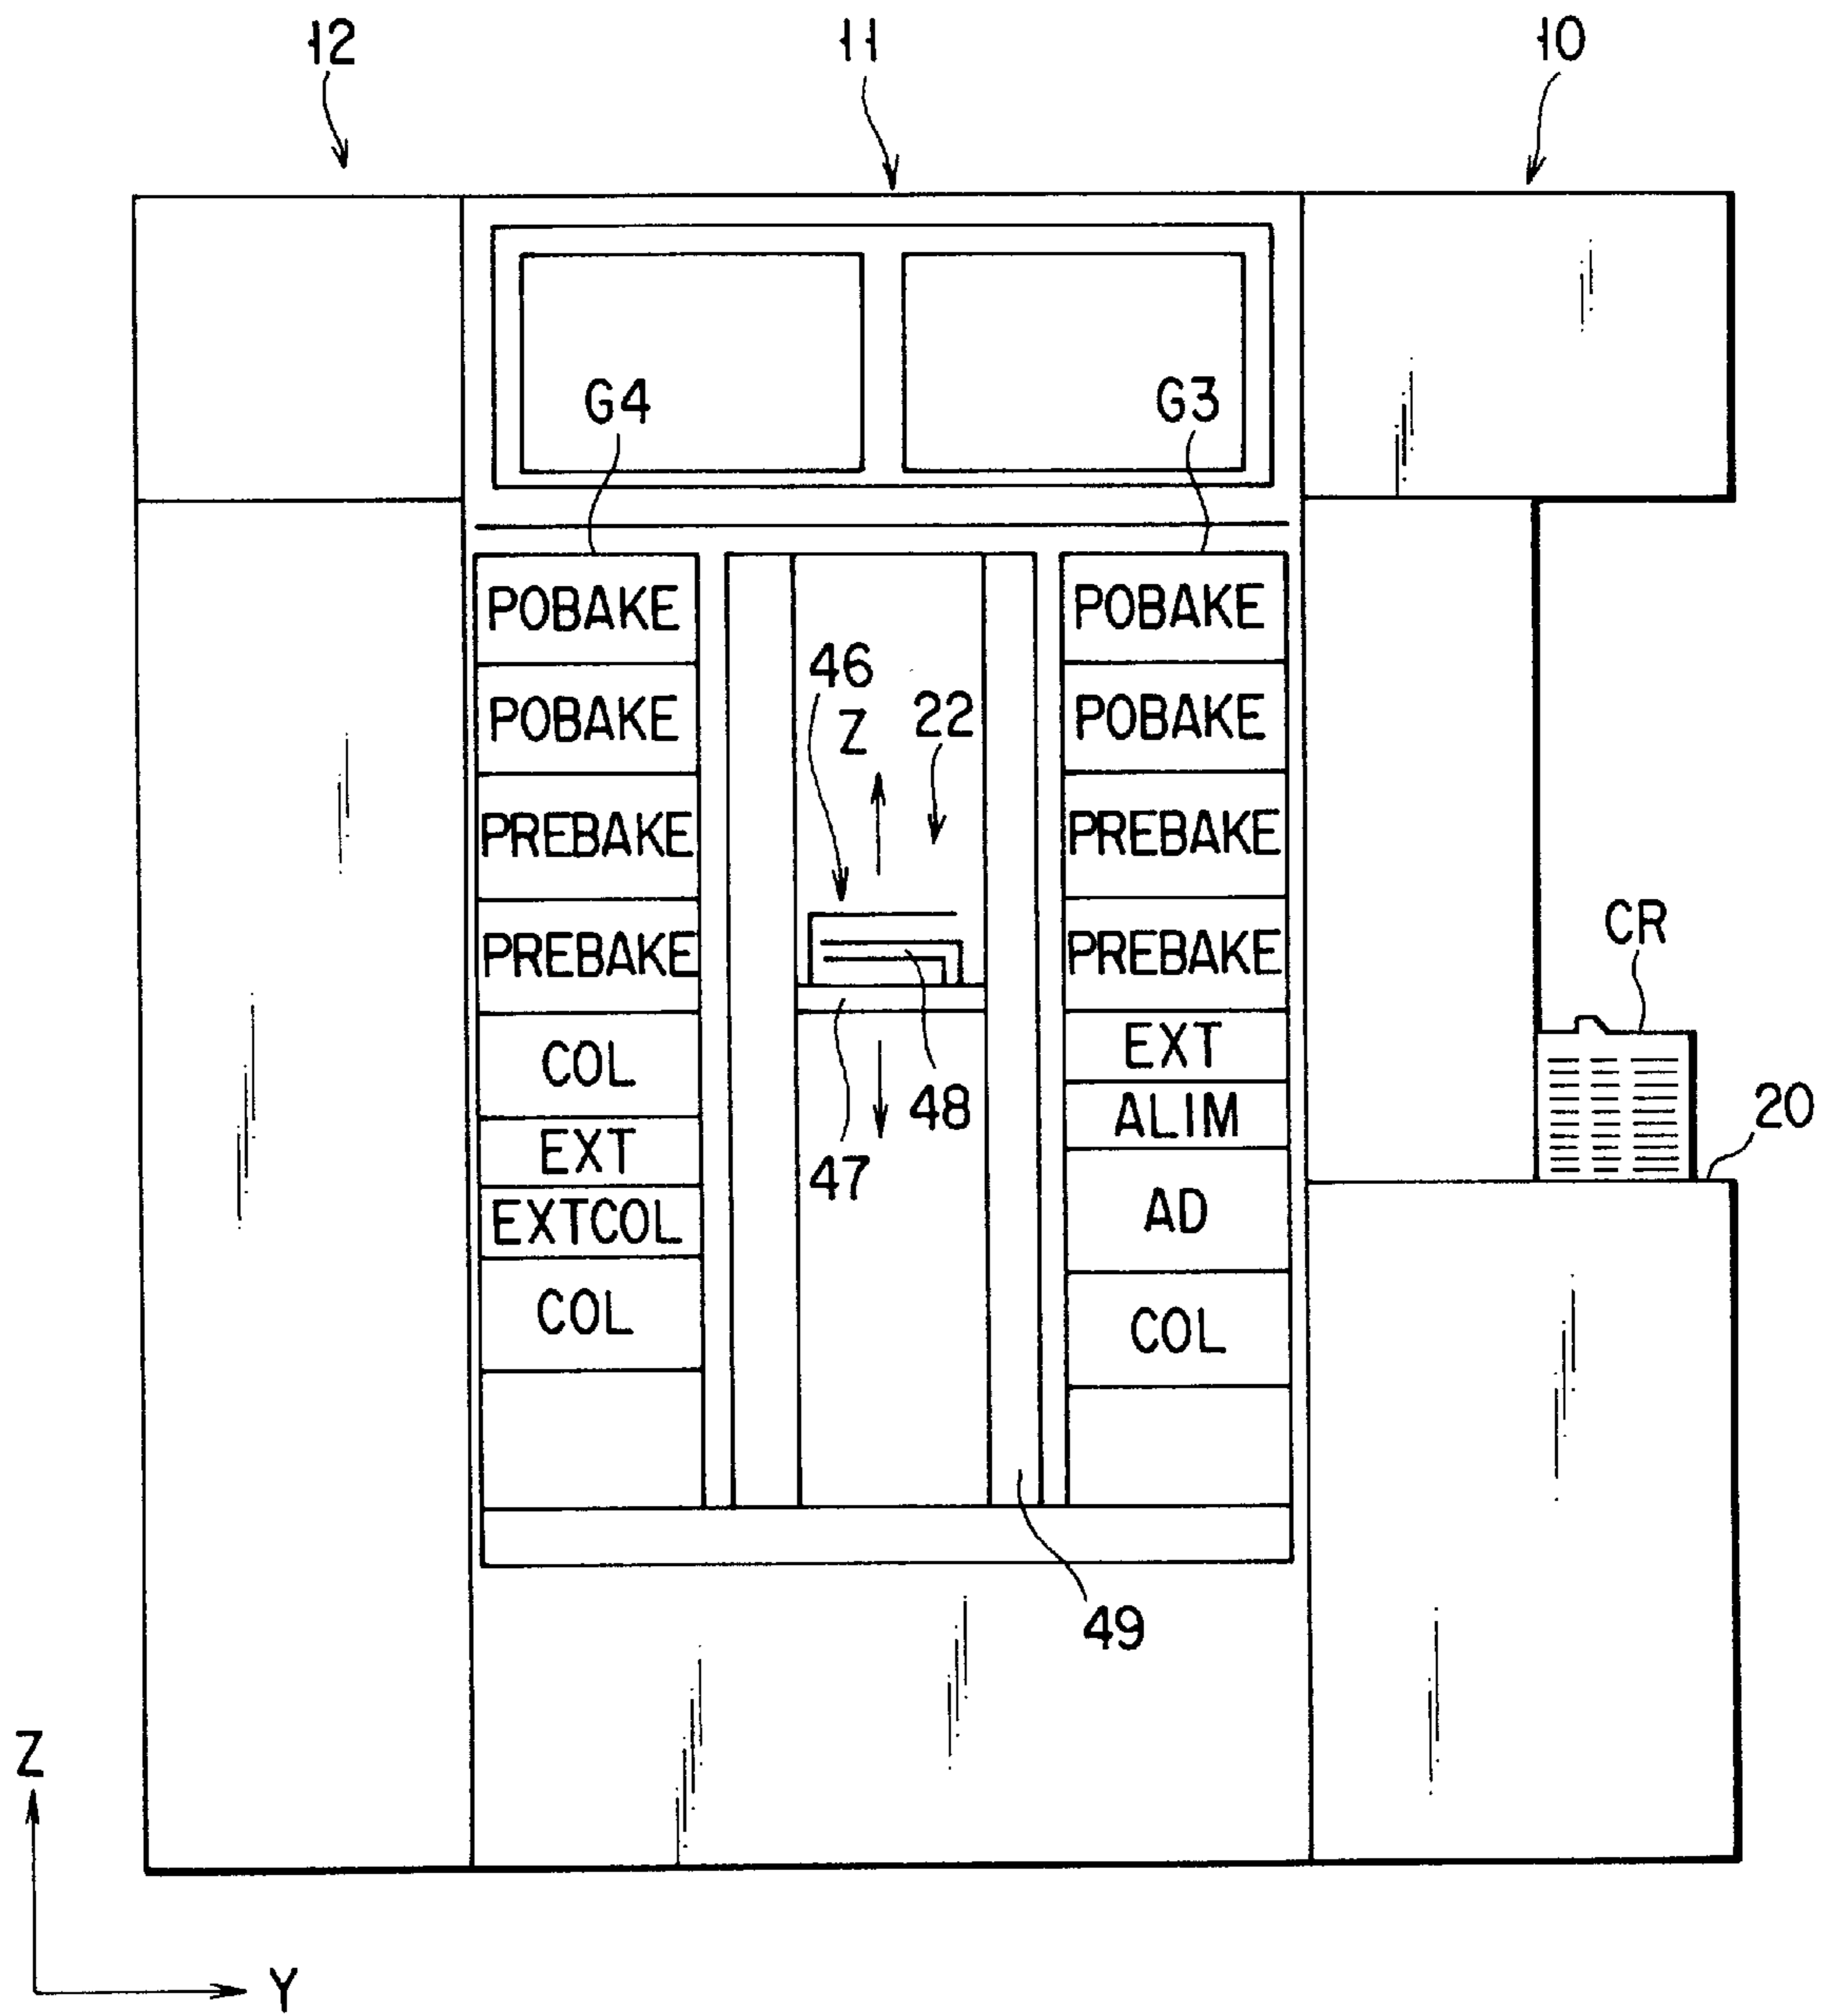 12
11
10
G4
G3
POBAKE
POBAKE
POBAKE
POBAKE
46
Z
22
PREBAKE
PREBAKE
PREBAKE
PREBAKE
CR
COL
EXT
48
ALIM
20
EXT
47
EXTCOL
AD
COL
COL
49
Z
Y